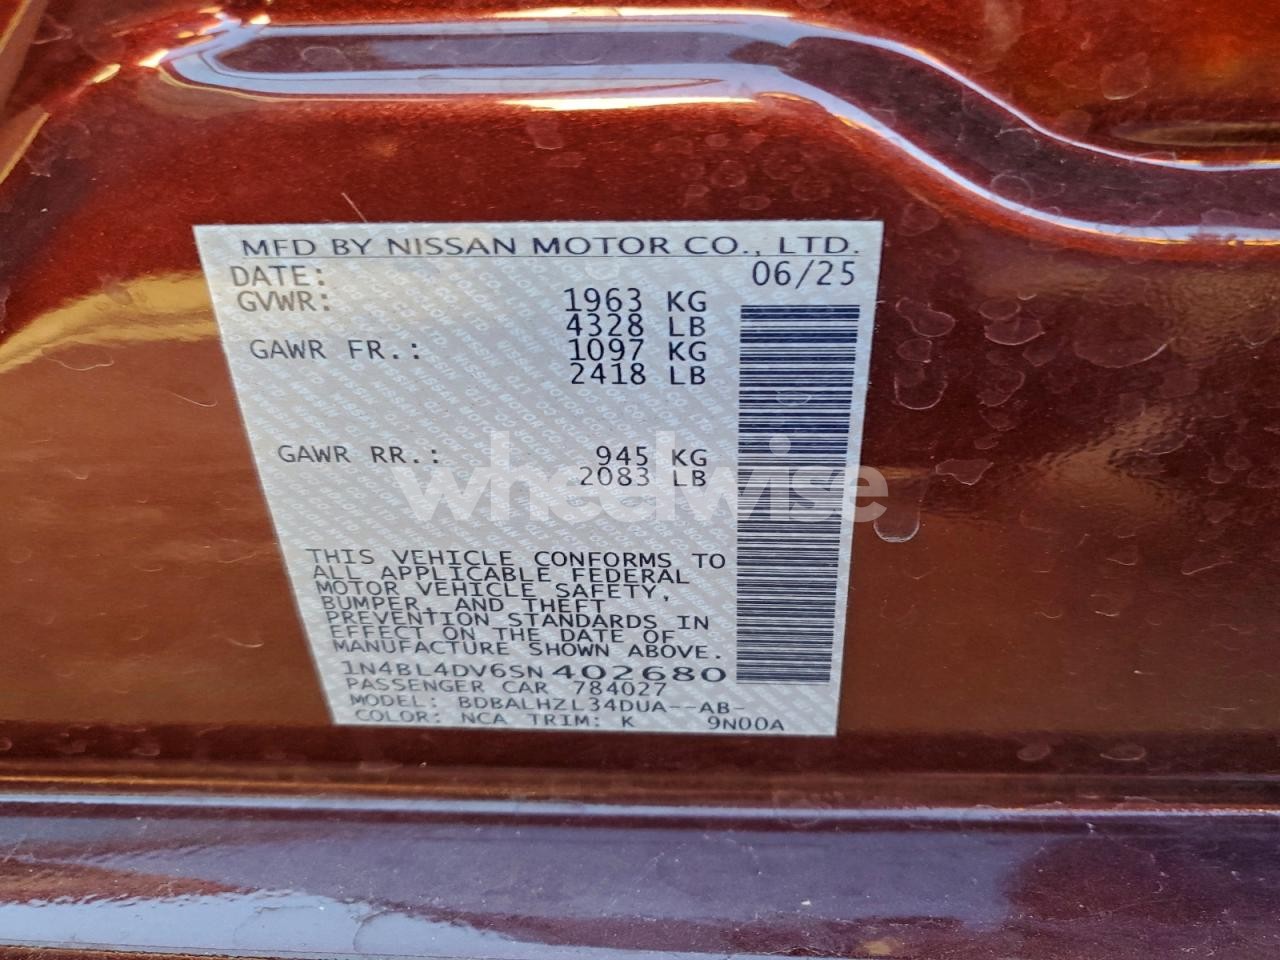 MFD BY NISSAN MOTOR CO., LTD.
DATE: 06/25
GVWR: 1963 KG
4328 LB
GAWR FR.: 1097 KG
2418 LB
GAWR RR.: 945 KG
2083 LB
wheelwise
THIS VEHICLE CONFORMS TO
ALL APPLICABLE FEDERAL
MOTOR VEHICLE SAFETY,
BUMPER, AND THEFT
PREVENTION STANDARDS IN
EFFECT ON THE DATE OF
MANUFACTURE SHOWN ABOVE.
1N4BL4DV6SN402680
PASSENGER CAR 784027
MODEL: BDBALHZL34DUA--AB-
COLOR: NCA TRIM: K 9N00A